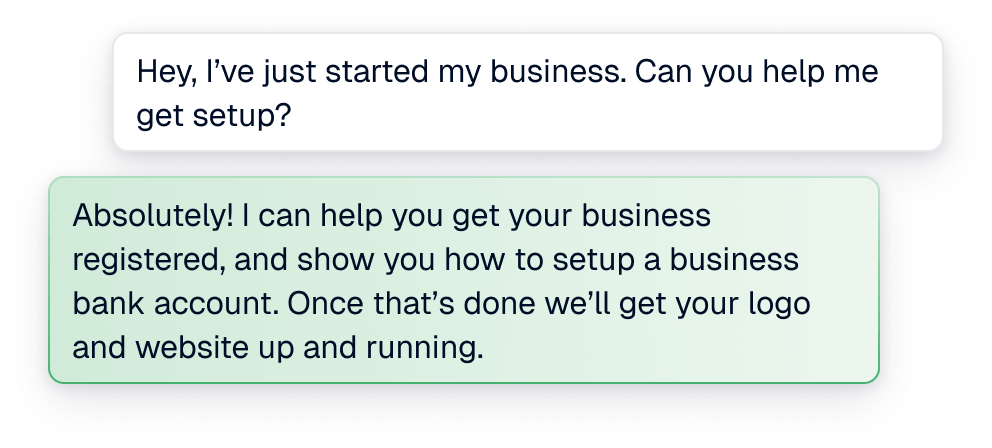 Hey, I’ve just started my business. Can you help me
get setup?
Absolutely! I can help you get your business
registered, and show you how to setup a business
bank account. Once that’s done we’ll get your logo
and website up and running.